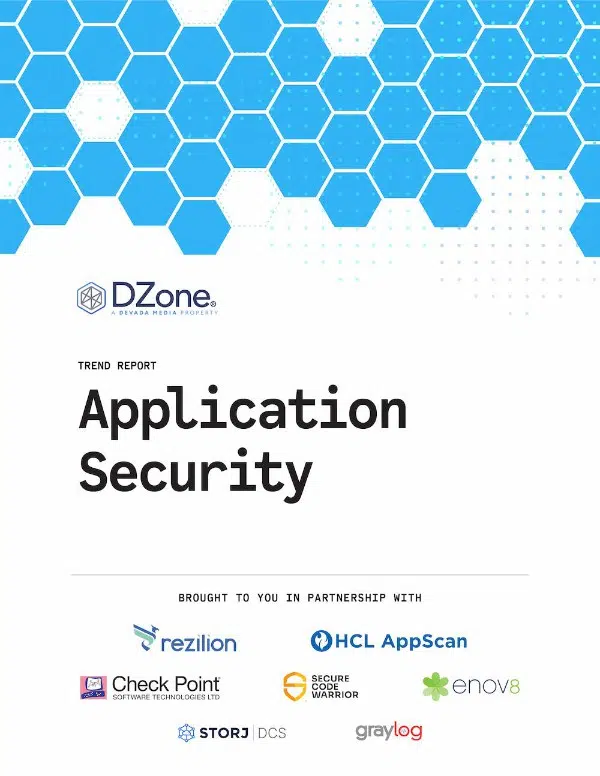 DZone®
A DEVADA MEDIA PROPERTY
TREND REPORT
Application
Security
BROUGHT TO YOU IN PARTNERSHIP WITH
rezilion
HCL AppScan
Check Point
SOFTWARE TECHNOLOGIES LTD
SECURE
CODE
WARRIOR
enov8
STORJ | DCS
graylog